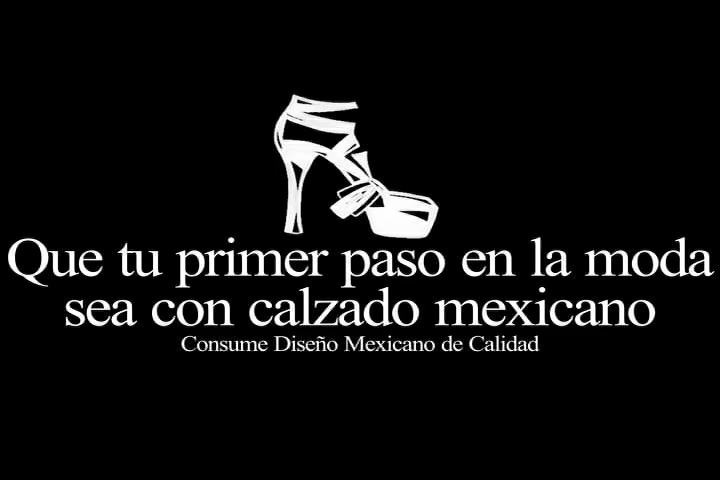 Que tu primer paso en la moda
sea con calzado mexicano
Consume Diseño Mexicano de Calidad